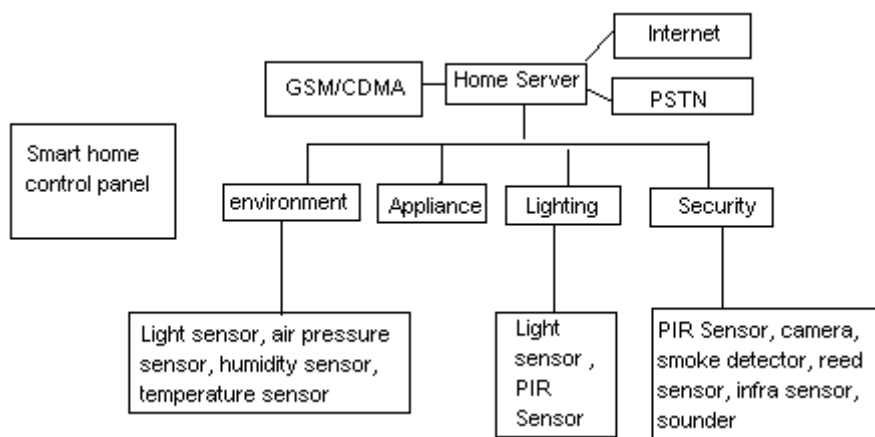 Internet
GSM/CDMA
Home Server
PSTN
Smart home
control panel
environment
Appliance
Lighting
Security
Light sensor, air pressure
sensor, humidity sensor,
temperature sensor
Light
sensor ,
PIR
Sensor
PIR Sensor, camera,
smoke detector, reed
sensor, infra sensor,
sounder